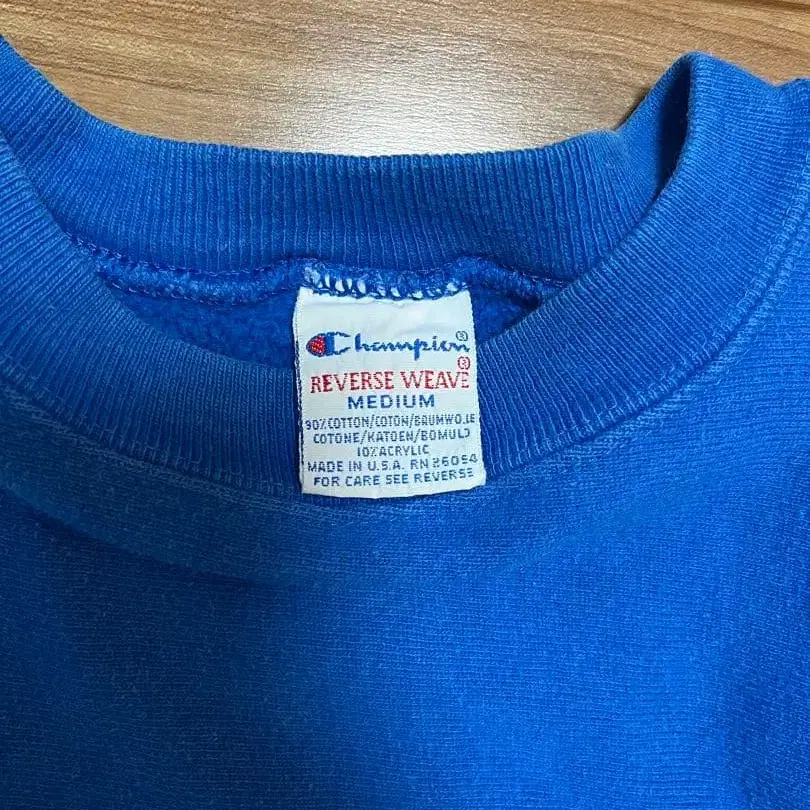 Champion®
REVERSE WEAVE®
MEDIUM
90% COTTON/COTON/BAUMWOLLE
COTONE/KATOEN/BOMULD
10% ACRYLIC
MADE IN U.S.A. RN 26094
FOR CARE SEE REVERSE